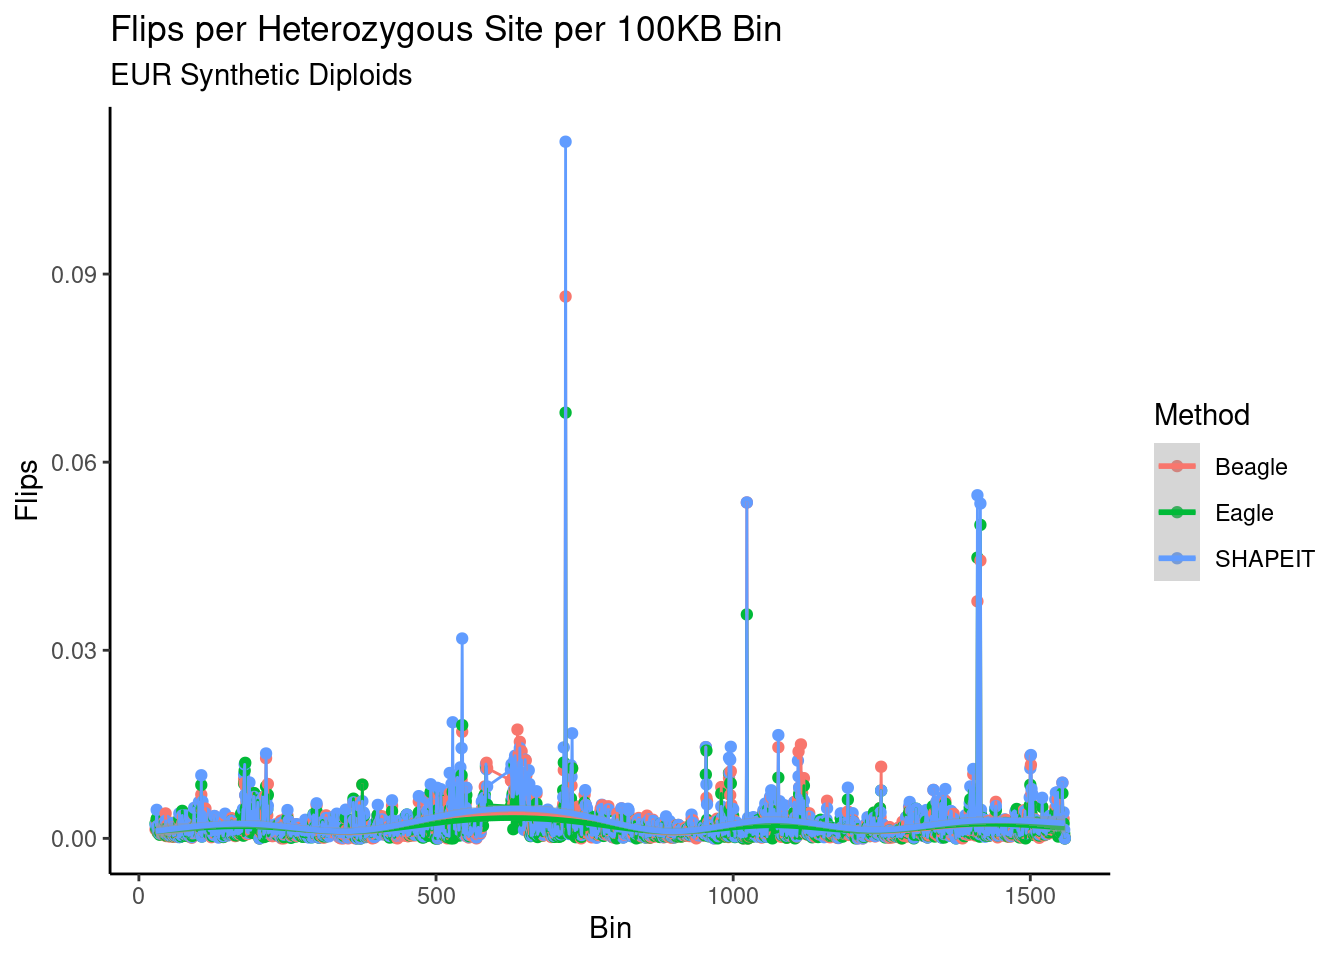 Flips per Heterozygous Site per 100KB Bin
EUR Synthetic Diploids
Flips
0.09
0.06
0.03
0.00
0
500
1000
1500
Bin
Method
Beagle
Eagle
SHAPEIT